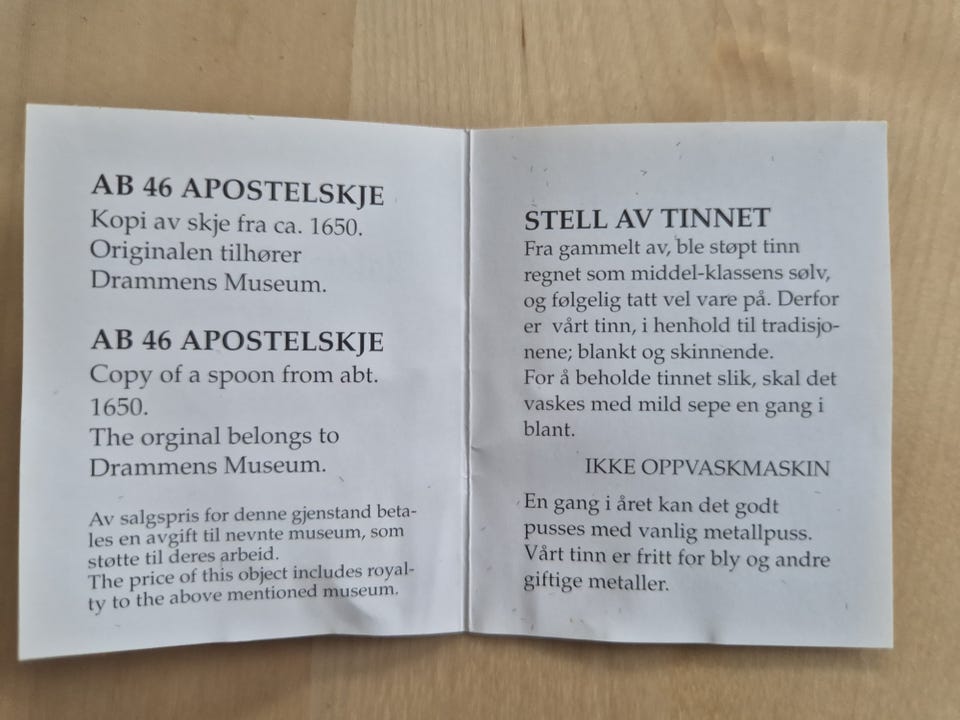 AB 46 APOSTELSKJE
Kopi av skje fra ca. 1650.
Originalen tilhører
Drammens Museum.
AB 46 APOSTELSKJE
Copy of a spoon from abt.
1650.
The orginal belongs to
Drammens Museum.
Av salgspris for denne gjenstand beta-
les en avgift til nevnte museum, som
støtte til deres arbeid.
The price of this object includes royal-
ty to the above mentioned museum.
STELL AV TINNET
Fra gammelt av, ble støpt tinn
regnet som middel-klassens sølv,
og følgelig tatt vel vare på. Derfor
er vårt tinn, i henhold til tradisjo-
nene; blankt og skinnende.
For å beholde tinnet slik, skal det
vaskes med mild sepe en gang i
blant.
IKKE OPPVASKMASKIN
En gang i året kan det godt
pusses med vanlig metallpuss.
Vårt tinn er fritt for bly og andre
giftige metaller.